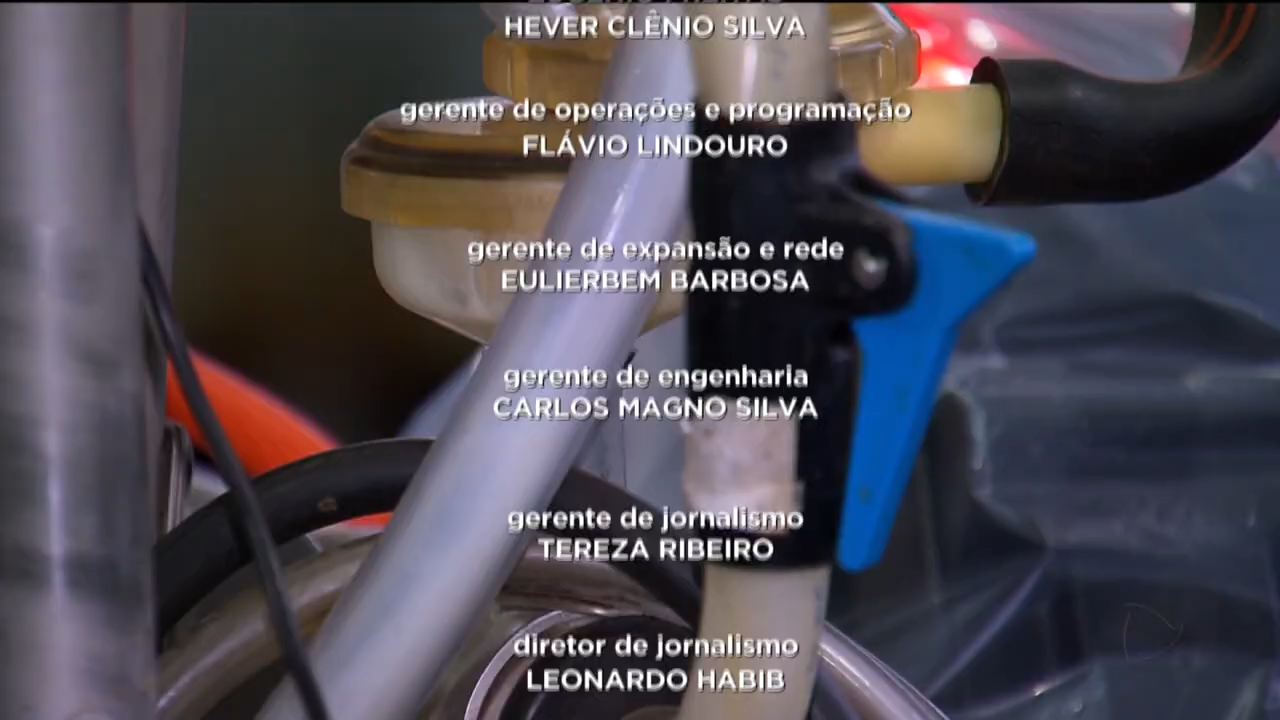 HEVER CLÊNIO SILVA
gerente de operações e programação
FLÁVIO LINDOURO
gerente de expansão e rede
EULIERBEM BARBOSA
gerente de engenharia
CARLOS MAGNO SILVA
gerente de jornalismo
TEREZA RIBEIRO
diretor de jornalismo
LEONARDO HABIB